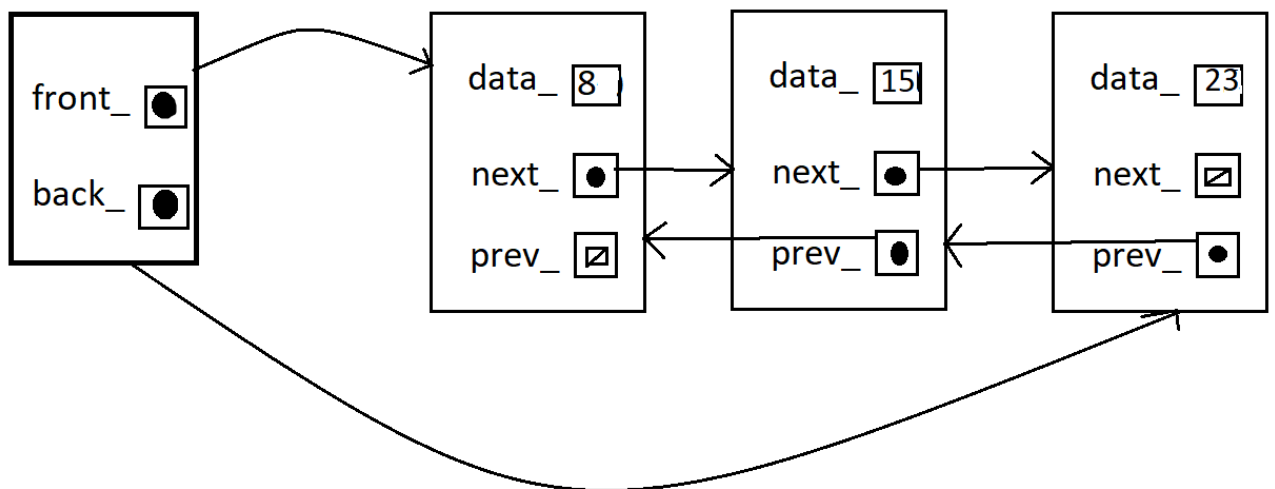 front_
back_
data_ 8
next_
prev_
data_ 15
next_
prev_
data_ 23
next_
prev_